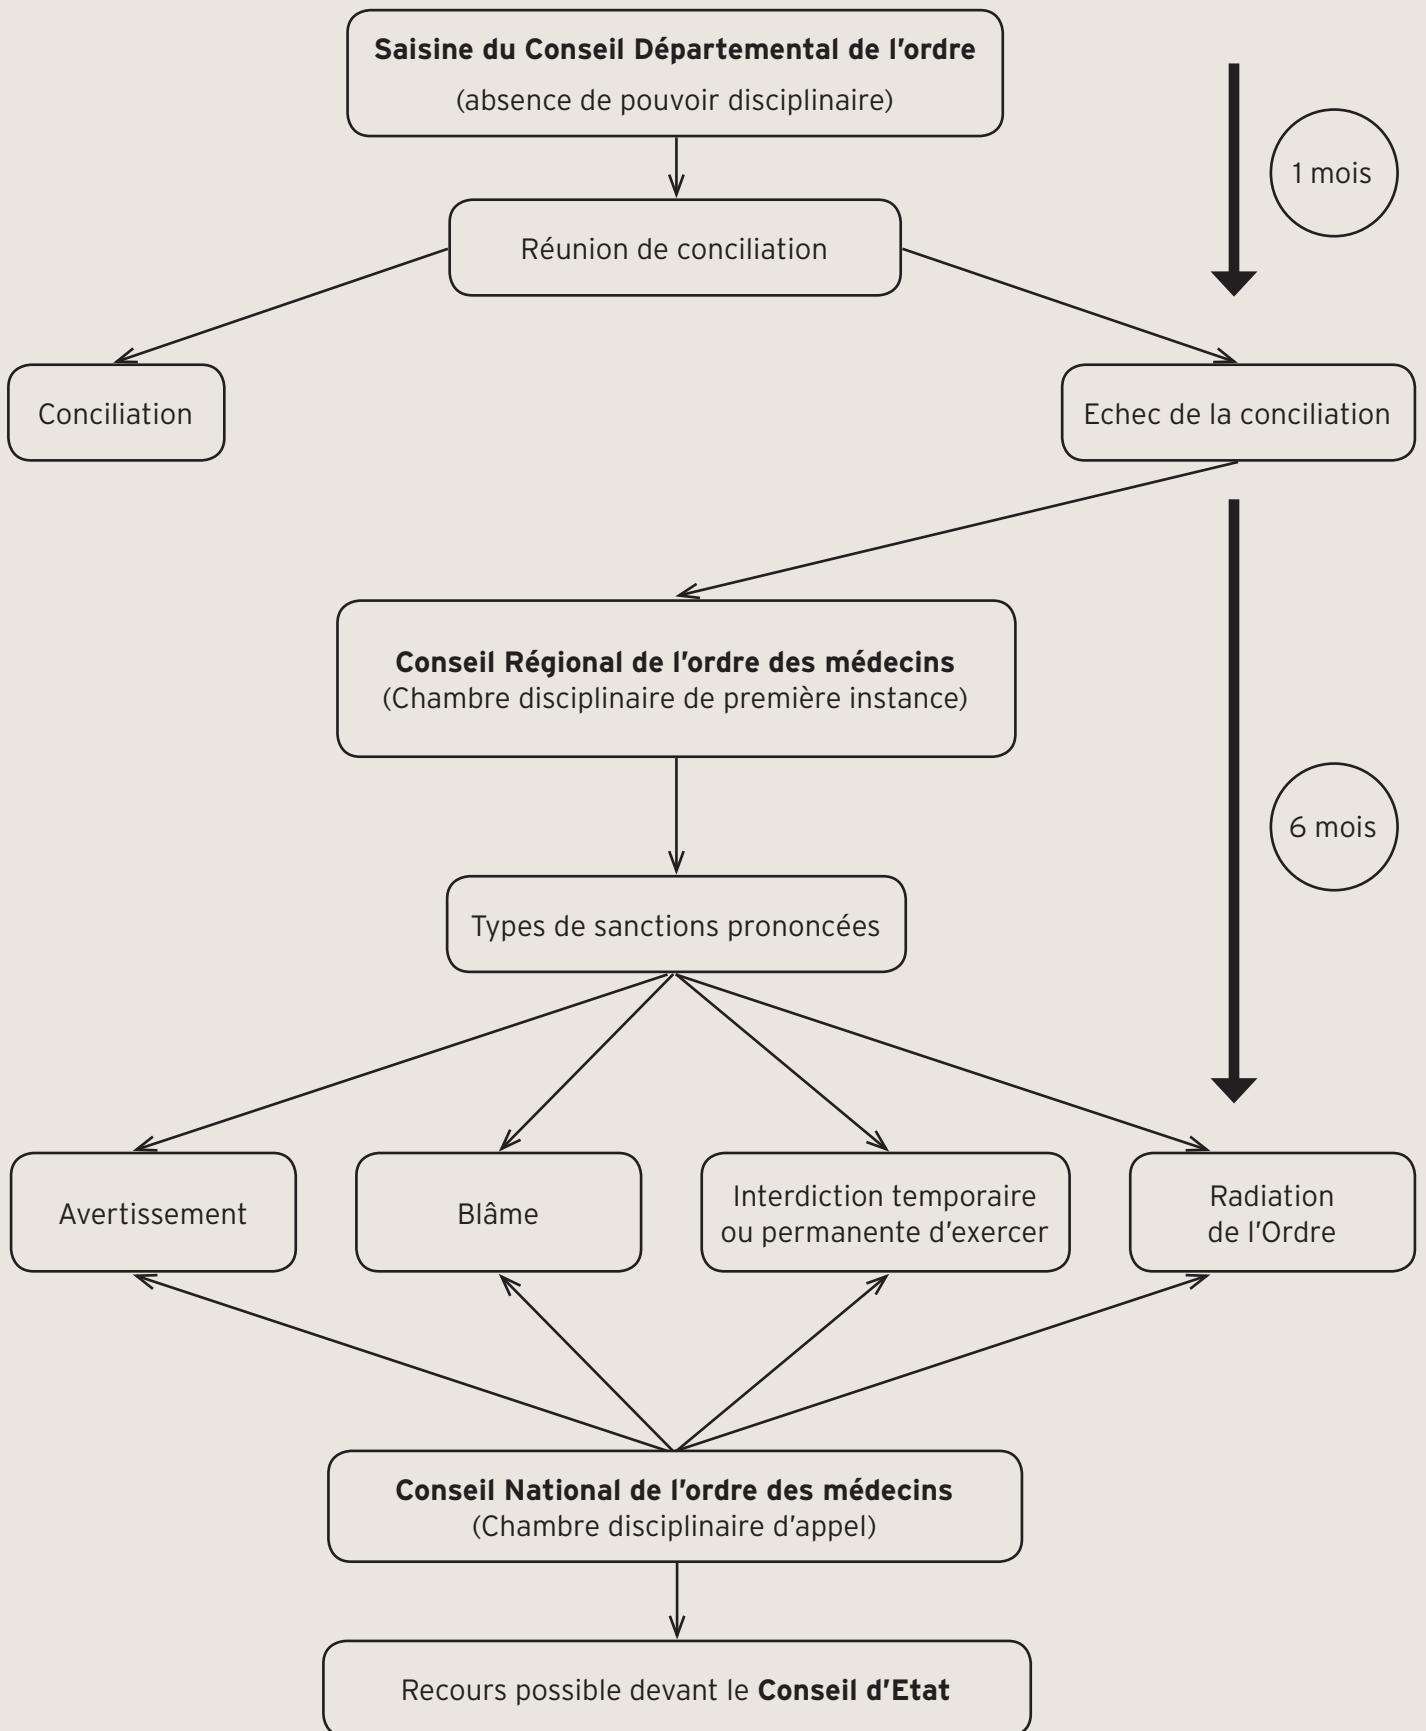 Saisine du Conseil Départemental de l'ordre
(absence de pouvoir disciplinaire)
1 mois
Réunion de conciliation
Conciliation
Echec de la conciliation
Conseil Régional de l'ordre des médecins
(Chambre disciplinaire de première instance)
6 mois
Types de sanctions prononcées
Avertissement
Blâme
Interdiction temporaire
ou permanente d'exercer
Radiation
de l'Ordre
Conseil National de l'ordre des médecins
(Chambre disciplinaire d'appel)
Recours possible devant le Conseil d'Etat